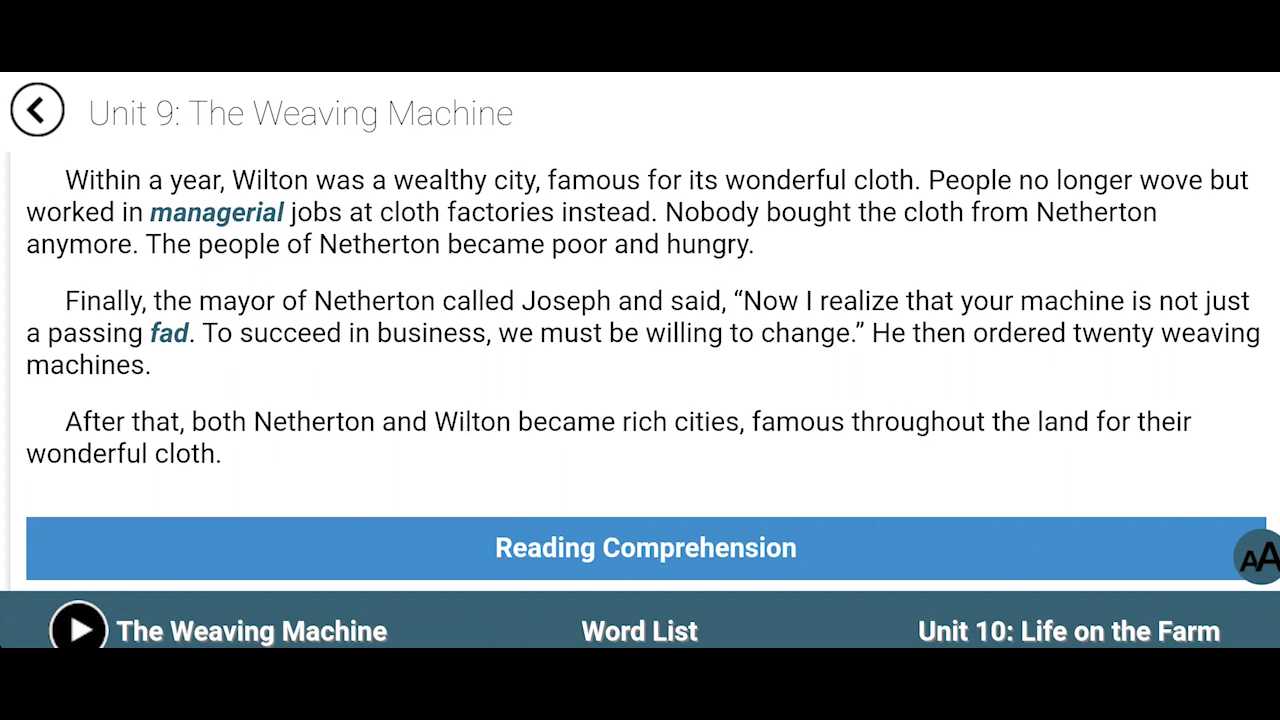 Unit 9: The Weaving Machine
Within a year, Wilton was a wealthy city, famous for its wonderful cloth. People no longer wove but
worked in managerial jobs at cloth factories instead. Nobody bought the cloth from Netherton
anymore. The people of Netherton became poor and hungry.
Finally, the mayor of Netherton called Joseph and said, “Now I realize that your machine is not just
a passing fad. To succeed in business, we must be willing to change.” He then ordered twenty weaving
machines.
After that, both Netherton and Wilton became rich cities, famous throughout the land for their
wonderful cloth.
Reading Comprehension
AA
The Weaving Machine
Word List
Unit 10: Life on the Farm